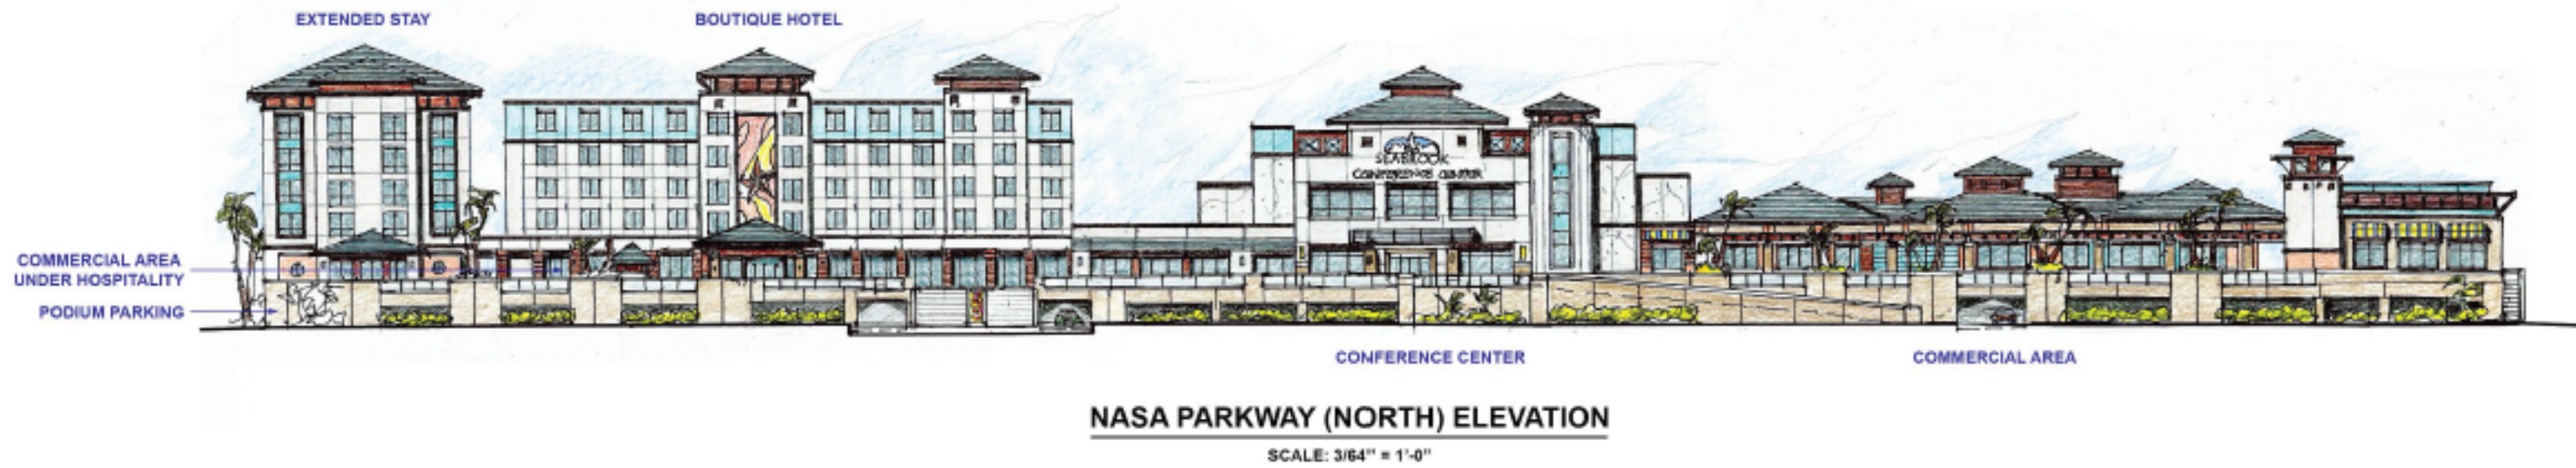 EXTENDED STAY
BOUTIQUE HOTEL
SEABROOK
CONFERENCE CENTER
COMMERCIAL AREA
UNDER HOSPITALITY
PODIUM PARKING
CONFERENCE CENTER
COMMERCIAL AREA
NASA PARKWAY (NORTH) ELEVATION
SCALE: 3/64" = 1'-0"